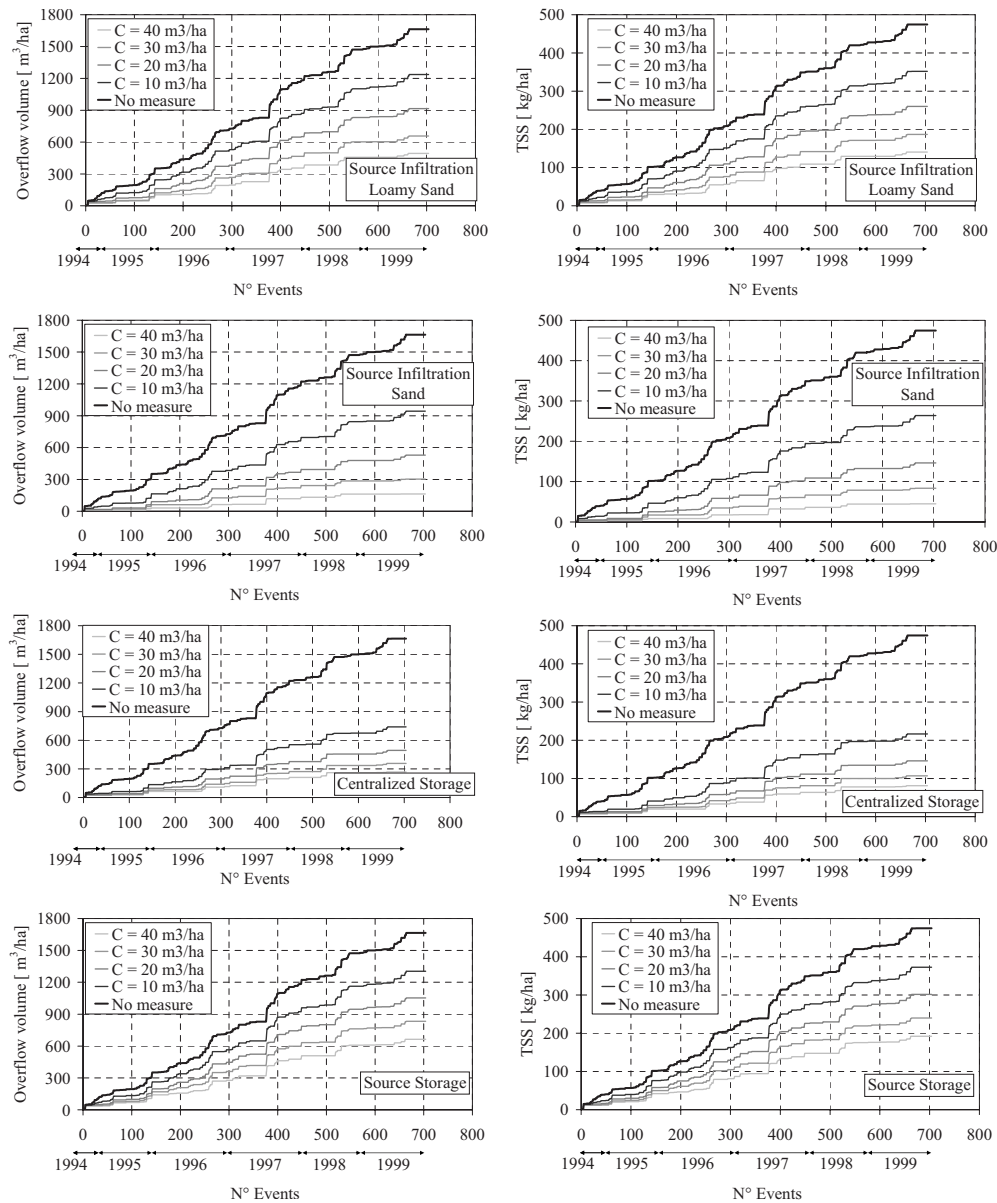 Overflow volume [ m³/ha]
1800
1500
1200
900
600
300
0
C = 40 m3/ha
C = 30 m3/ha
C = 20 m3/ha
C = 10 m3/ha
No measure
Source Infiltration
Loamy Sand
0 100 200 300 400 500 600 700 800
1994 1995 1996 1997 1998 1999
N° Events
TSS [ kg/ha]
500
400
300
200
100
0
C = 40 m3/ha
C = 30 m3/ha
C = 20 m3/ha
C = 10 m3/ha
No measure
Source Infiltration
Loamy Sand
0 100 200 300 400 500 600 700 800
1994 1995 1996 1997 1998 1999
N° Events
Overflow volume [ m³/ha]
1800
1500
1200
900
600
300
0
C = 40 m3/ha
C = 30 m3/ha
C = 20 m3/ha
C = 10 m3/ha
No measure
Source Infiltration
Sand
0 100 200 300 400 500 600 700 800
1994 1995 1996 1997 1998 1999
N° Events
TSS [ kg/ha]
500
400
300
200
100
0
C = 40 m3/ha
C = 30 m3/ha
C = 20 m3/ha
C = 10 m3/ha
No measure
Source Infiltration
Sand
0 100 200 300 400 500 600 700 800
1994 1995 1996 1997 1998 1999
N° Events
Overflow volume [ m³/ha]
1800
1500
1200
900
600
300
0
C = 40 m3/ha
C = 30 m3/ha
C = 20 m3/ha
C = 10 m3/ha
No measure
Centralized Storage
0 100 200 300 400 500 600 700 800
1994 1995 1996 1997 1998 1999
N° Events
TSS [ kg/ha]
500
400
300
200
100
0
C = 40 m3/ha
C = 30 m3/ha
C = 20 m3/ha
C = 10 m3/ha
No measure
Centralized Storage
0 100 200 300 400 500 600 700 800
1994 1995 1996 1997 1998 1999
N° Events
Overflow volume [ m³/ha]
1800
1500
1200
900
600
300
0
C = 40 m3/ha
C = 30 m3/ha
C = 20 m3/ha
C = 10 m3/ha
No measure
Source Storage
0 100 200 300 400 500 600 700 800
1994 1995 1996 1997 1998 1999
N° Events
TSS [ kg/ha]
500
400
300
200
100
0
C = 40 m3/ha
C = 30 m3/ha
C = 20 m3/ha
C = 10 m3/ha
No measure
Source Storage
0 100 200 300 400 500 600 700 800
1994 1995 1996 1997 1998 1999
N° Events